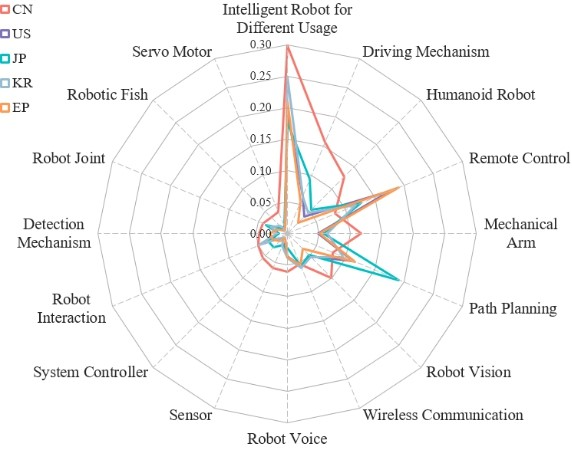 CN
US
JP
KR
EP
Intelligent Robot for
Different Usage
Driving Mechanism
Humanoid Robot
Remote Control
Mechanical
Arm
Path Planning
Robot Vision
Wireless Communication
Robot Voice
Sensor
System Controller
Robot
Interaction
Detection
Mechanism
Robot Joint
Robotic Fish
Servo Motor
0.30
0.25
0.20
0.15
0.10
0.05
0.00